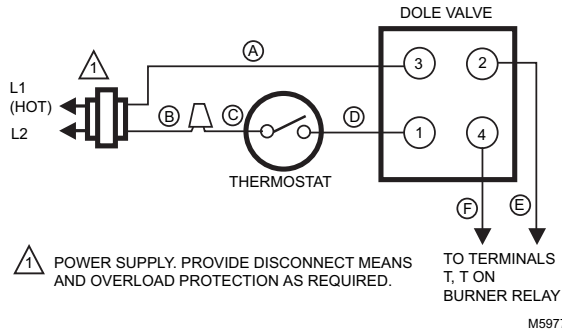 DOLE VALVE
A
1
L1
(HOT)
L2
B
C
D
3
2
1
4
THERMOSTAT
F
E
1 POWER SUPPLY. PROVIDE DISCONNECT MEANS
AND OVERLOAD PROTECTION AS REQUIRED.
TO TERMINALS
T, T ON
BURNER RELAY
M5977